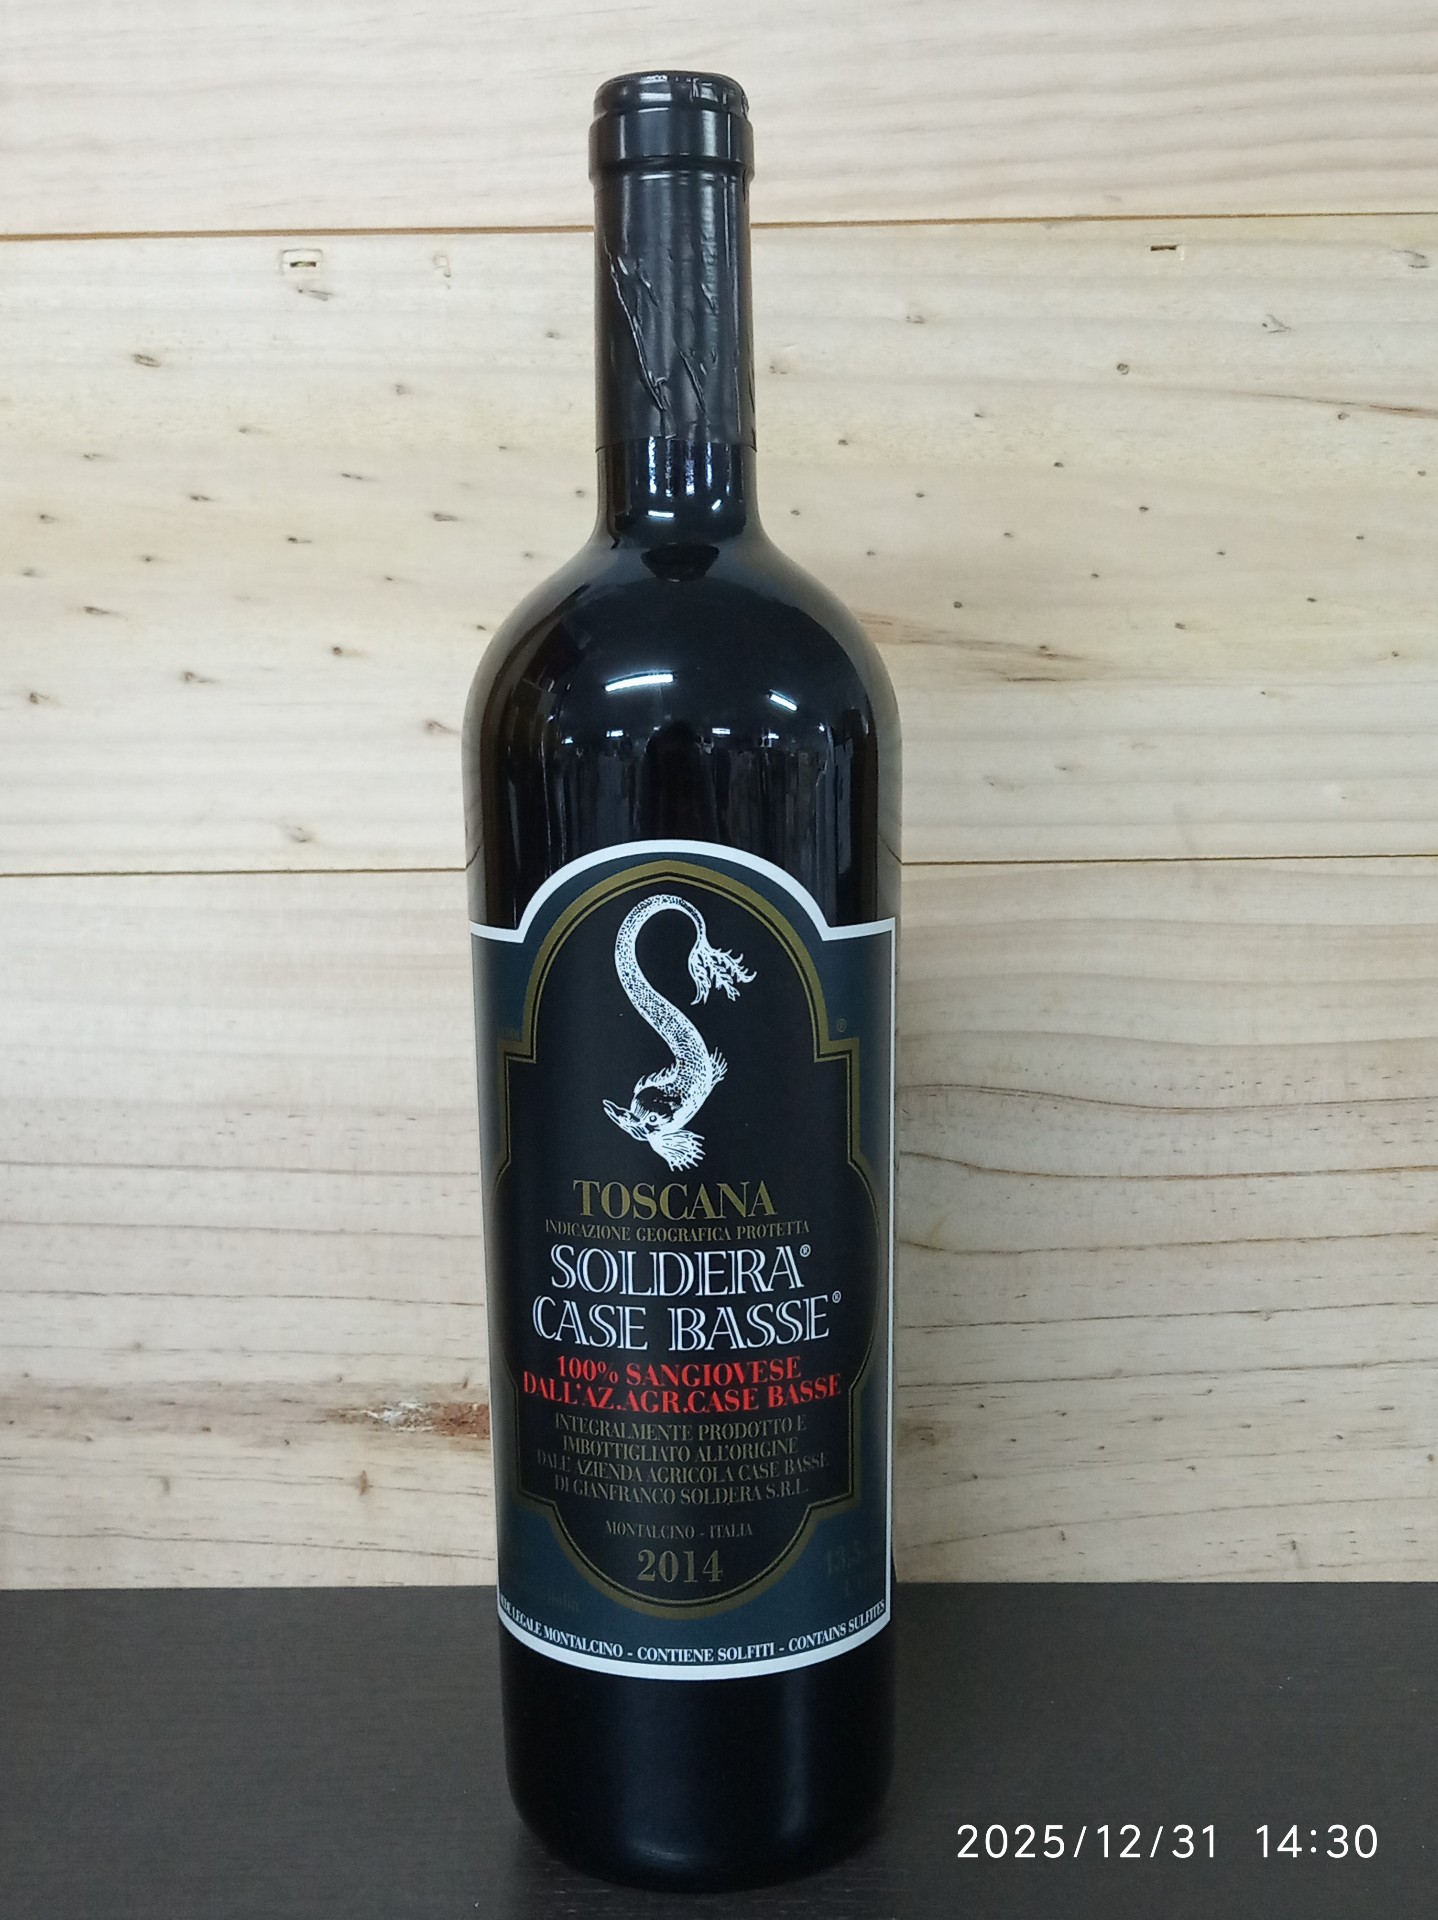 ®
TOSCANA
INDICAZIONE GEOGRAFICA PROTETTA
SOLDERA®
CASE BASSE®
100% SANGIOVESE
DALL'AZ.AGR.CASE BASSE
INTEGRALMENTE PRODOTTO E
IMBOTTIGLIATO ALL'ORIGINE
DALL'AZIENDA AGRICOLA CASE BASSE
DI GIANFRANCO SOLDERA S.R.L.
MONTALCINO - ITALIA
2014
LEGALE MONTALCINO - CONTIENE SOLFITI - CONTAINS SULFITES
2025/12/31 14:30